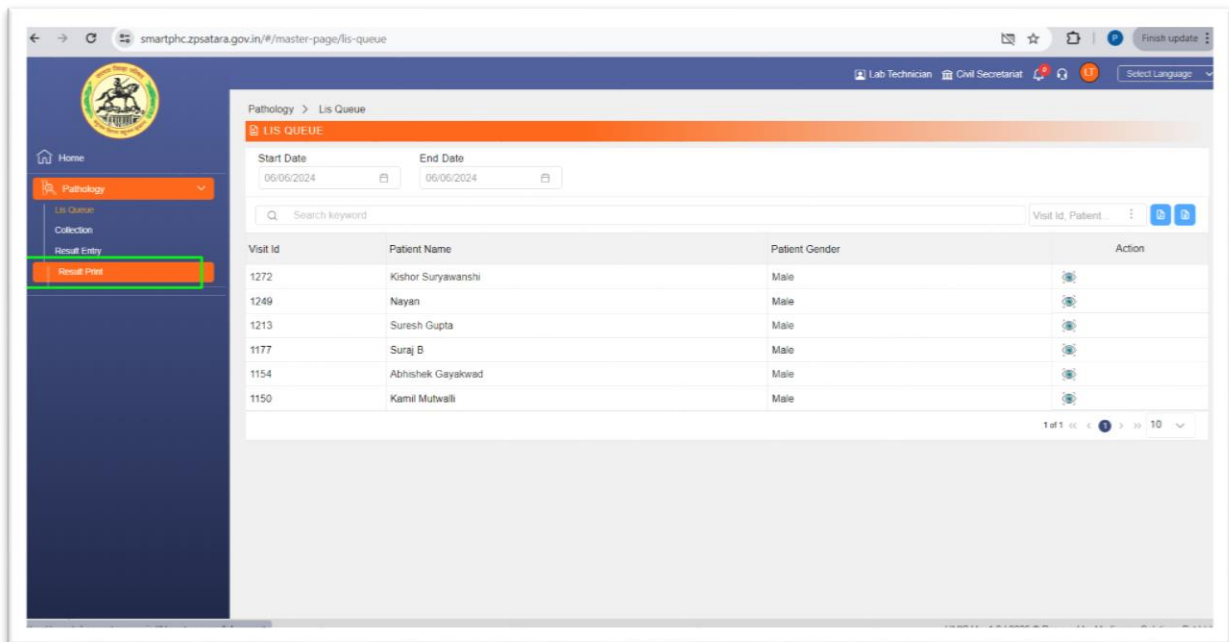 smartphc.zpsatara.gov.in/#/master-page/lis-queue
Finish update
Lab Technician Civil Secretariat LT Select Language
Pathology > Lis Queue
LIS QUEUE
Home
Start Date End Date
06/06/2024 06/06/2024
Pathology
Lis Queue
Search keyword Visit Id, Patient...
Collection
Result Entry
Visit Id Patient Name Patient Gender Action
Result Print
1272 Kishor Suryawanshi Male
1249 Nayan Male
1213 Suresh Gupta Male
1177 Suraj B Male
1154 Abhishek Gayakwad Male
1150 Kamil Mutwalli Male
1 of 1 << < 1 > >> 10